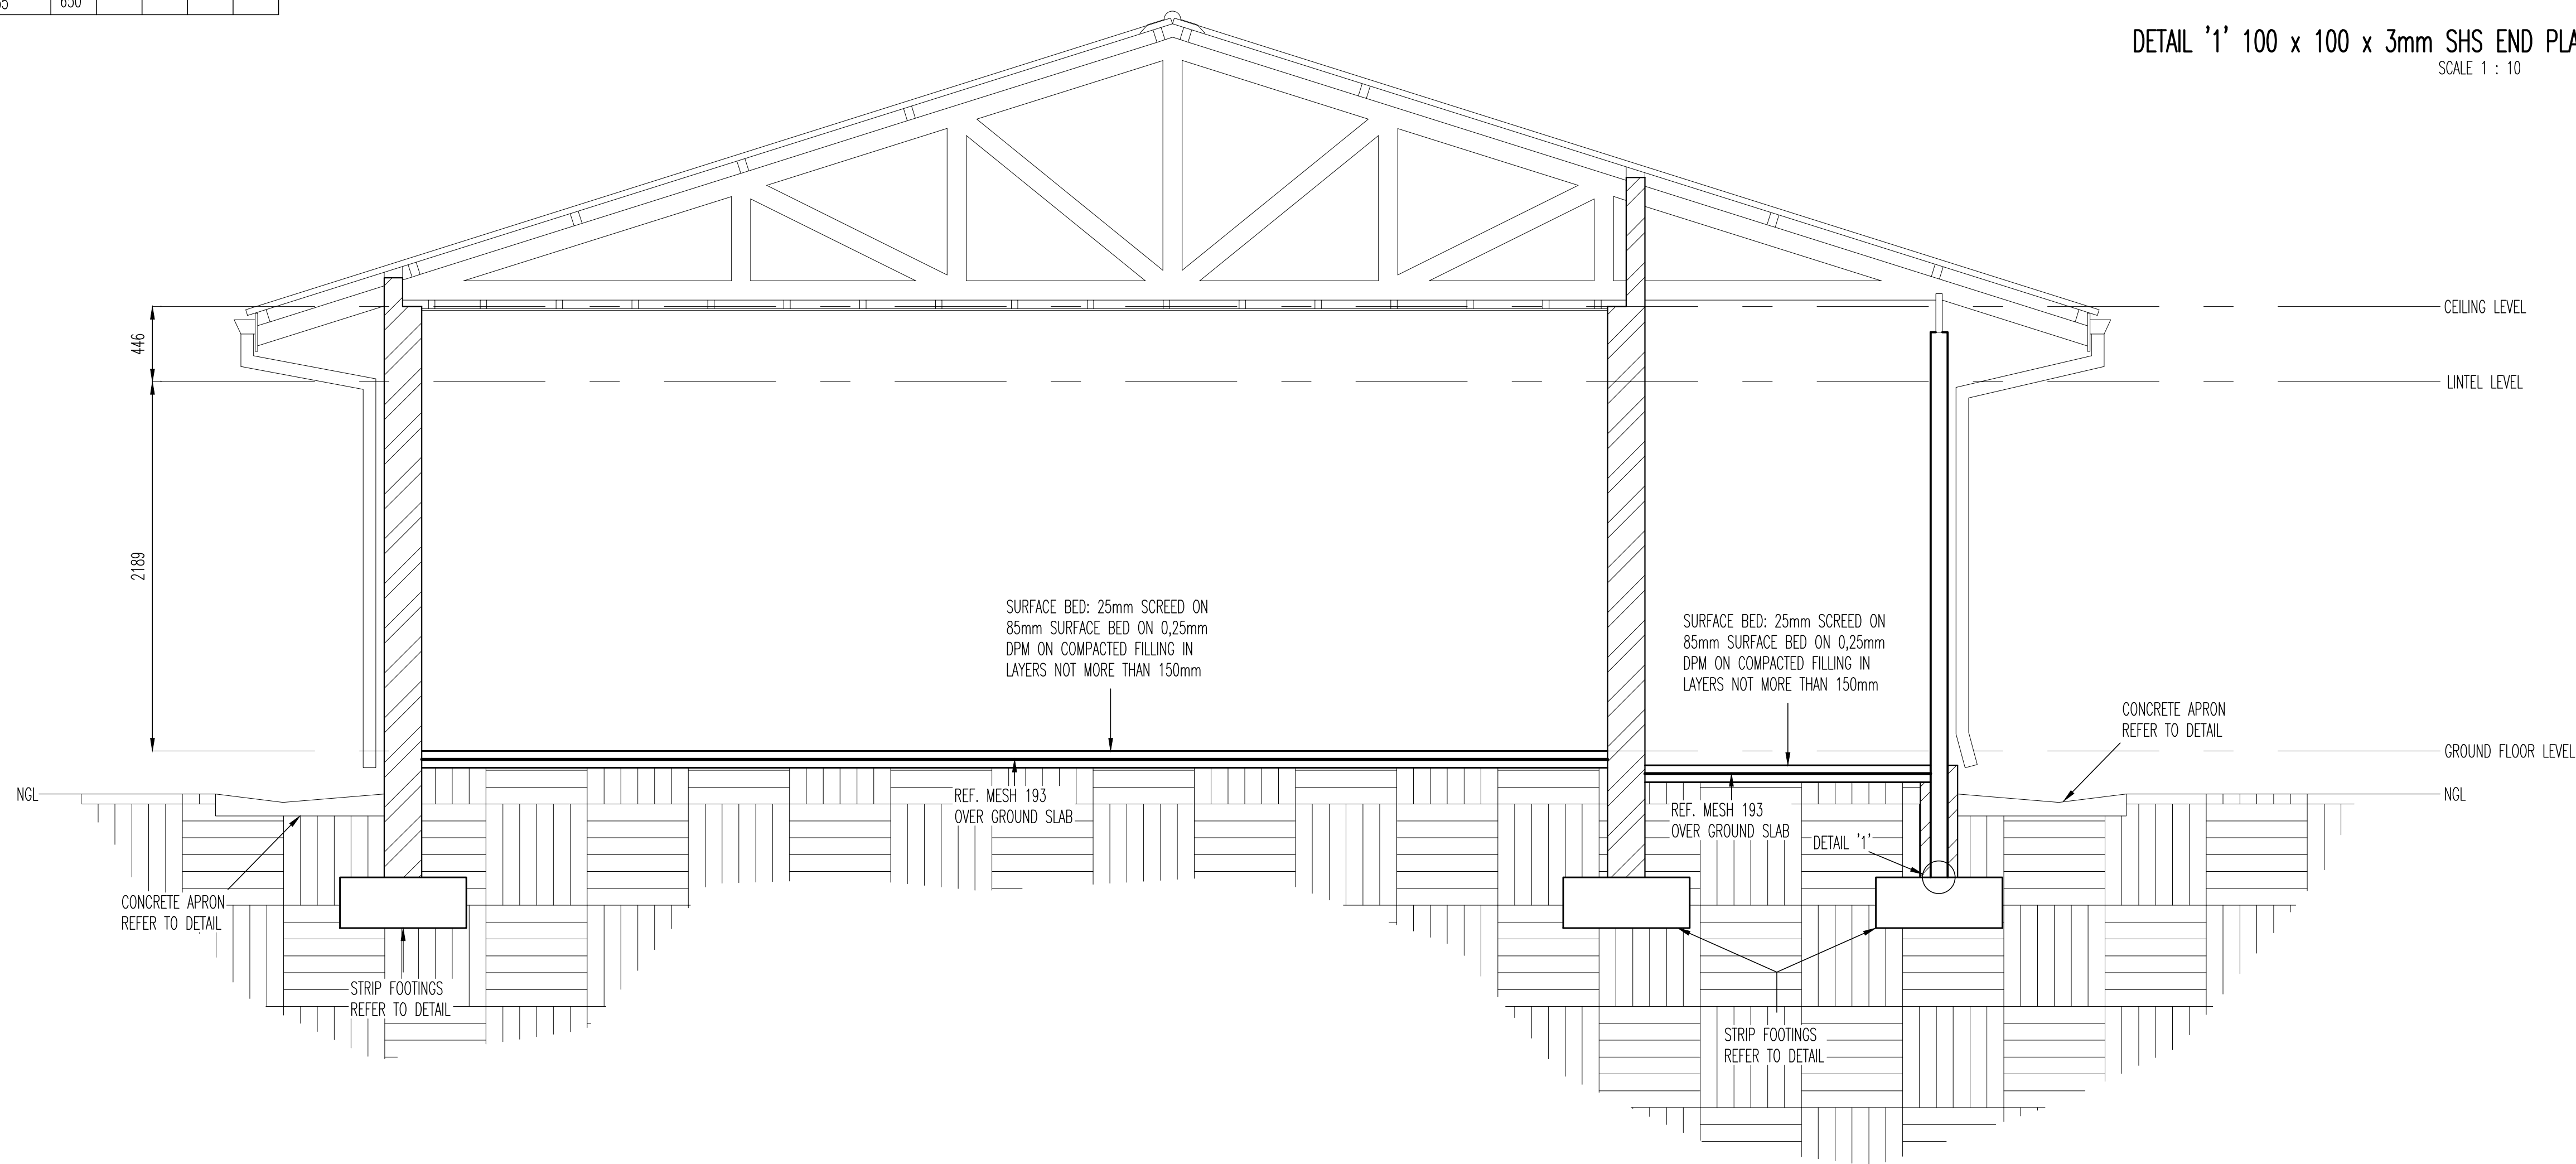 650
DETAIL '1' 100 x 100 x 3mm SHS END
SCALE 1 : 10
CEILING LEVEL
446
LINTEL LEVEL
2189
SURFACE BED: 25mm SCREED ON
85mm SURFACE BED ON 0,25mm
DPM ON COMPACTED FILLING IN
LAYERS NOT MORE THAN 150mm
SURFACE BED: 25mm SCREED ON
85mm SURFACE BED ON 0,25mm
DPM ON COMPACTED FILLING IN
LAYERS NOT MORE THAN 150mm
CONCRETE APRON
REFER TO DETAIL
GROUND FLOOR LEVEL
NGL
NGL
REF. MESH 193
OVER GROUND SLAB
REF. MESH 193
OVER GROUND SLAB
DETAIL '1'
CONCRETE APRON
REFER TO DETAIL
STRIP FOOTINGS
REFER TO DETAIL
STRIP FOOTINGS
REFER TO DETAIL